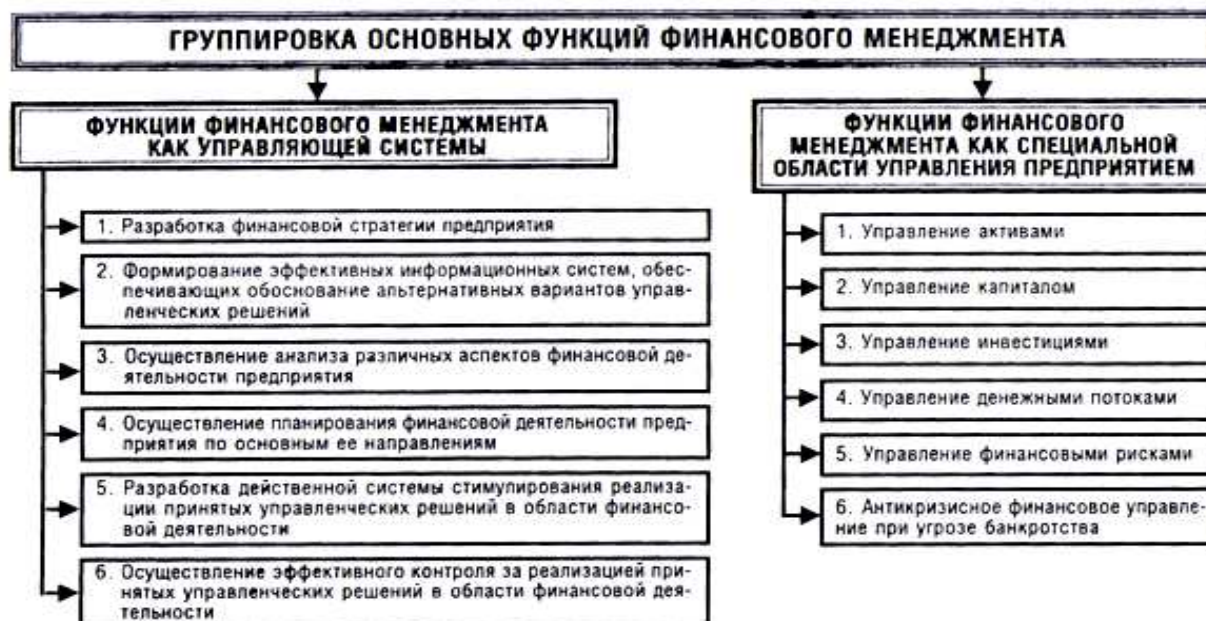 ГРУППИРОВКА ОСНОВНЫХ ФУНКЦИЙ ФИНАНСОВОГО МЕНЕДЖМЕНТА
ФУНКЦИИ ФИНАНСОВОГО МЕНЕДЖМЕНТА
КАК УПРАВЛЯЮЩЕЙ СИСТЕМЫ
1. Разработка финансовой стратегии предприятия
2. Формирование эффективных информационных систем, обес-
печивающих обоснование альтернативных вариантов управ-
ленческих решений
3. Осуществление анализа различных аспектов финансовой де-
ятельности предприятия
4. Осуществление планирования финансовой деятельности пред-
приятия по основным ее направлениям
5. Разработка действенной системы стимулирования реализа-
ции принятых управленческих решений в области финансо-
вой деятельности
6. Осуществление эффективного контроля за реализацией при-
нятых управленческих решений в области финансовой дея-
тельности
ФУНКЦИИ ФИНАНСОВОГО
МЕНЕДЖМЕНТА КАК СПЕЦИАЛЬНОЙ
ОБЛАСТИ УПРАВЛЕНИЯ ПРЕДПРИЯТИЕМ
1. Управление активами
2. Управление капиталом
3. Управление инвестициями
4. Управление денежными потоками
5. Управление финансовыми рисками
6. Антикризисное финансовое управле-
ние при угрозе банкротства